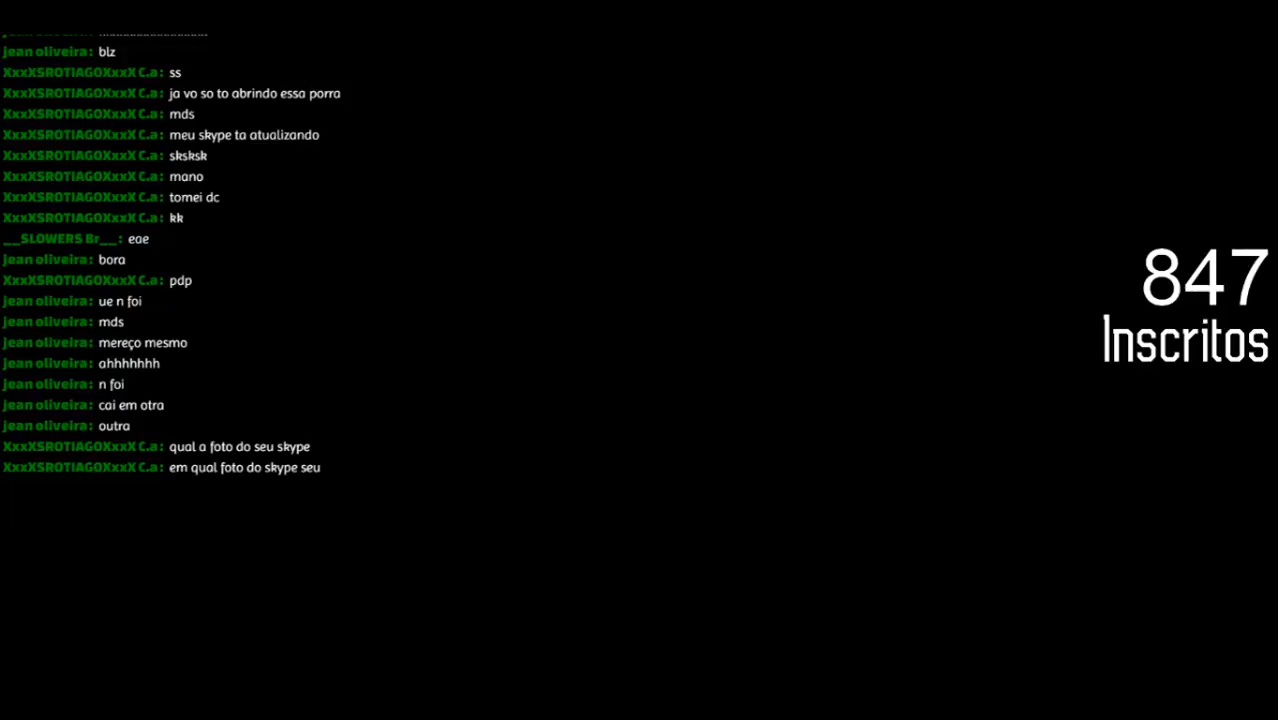 jean oliveira: blz
XxxXSROTIAGOXxxX C.a: ss
XxxXSROTIAGOXxxX C.a: ja vo so to abrindo essa porra
XxxXSROTIAGOXxxX C.a: mds
XxxXSROTIAGOXxxX C.a: meu skype ta atualizando
XxxXSROTIAGOXxxX C.a: sksksk
XxxXSROTIAGOXxxX C.a: mano
XxxXSROTIAGOXxxX C.a: tomei dc
XxxXSROTIAGOXxxX C.a: kk
__SLOWERS Br__: eae
jean oliveira: bora
XxxXSROTIAGOXxxX C.a: pdp
jean oliveira: ue n foi
jean oliveira: mds
jean oliveira: mereço mesmo
jean oliveira: ahhhhhhh
jean oliveira: n foi
jean oliveira: cai em otra
jean oliveira: outra
XxxXSROTIAGOXxxX C.a: qual a foto do seu skype
XxxXSROTIAGOXxxX C.a: em qual foto do skype seu
847
Inscritos